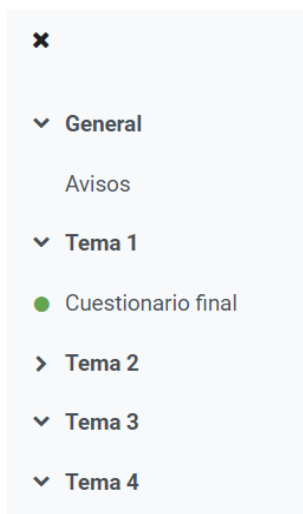 General
Avisos
Tema 1
Cuestionario final
Tema 2
Tema 3
Tema 4